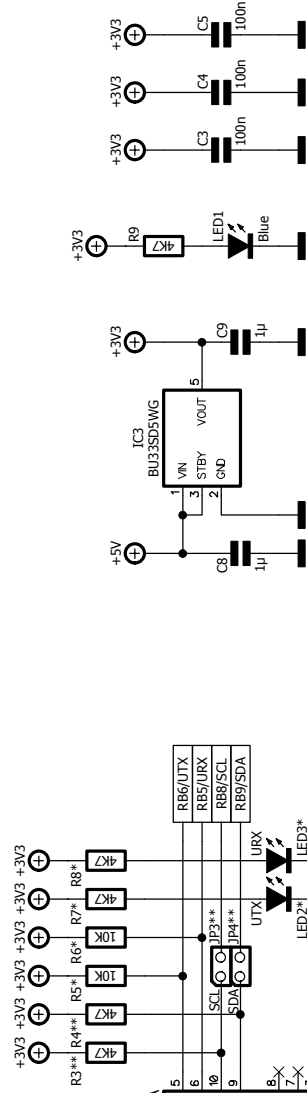 +3V3
R3**
4K7
+3V3
R4**
4K7
+3V3
R5*
10K
+3V3
R6*
10K
+3V3
R7*
4K7
+3V3
R8*
4K7
5
6
10
9
8
7
SCL
JP3**
SDA
JP4**
RB6/UTX
RB5/URX
RB8/SCL
RB9/SDA
UTX
LED2*
URX
LED3*
+5V
C8
1µ
IC3
BU33SD5WG
1
VIN
3
STBY
2
GND
VOUT
5
+3V3
C9
1µ
+3V3
R9
4K7
LED1
Blue
+3V3
C3
100n
+3V3
C4
100n
+3V3
C5
100n